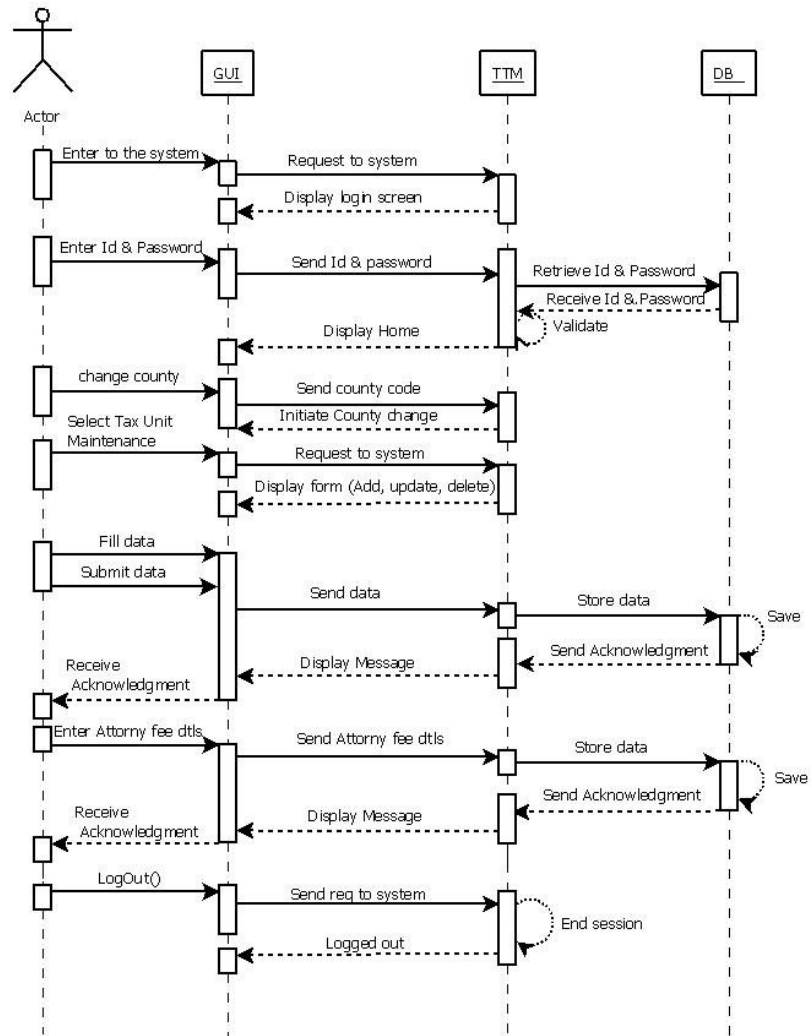 GUI
TTM
DB
Actor
Enter to the system
Request to system
Display login screen
Enter Id & Password
Send Id & password
Retrieve Id & Password
Receive Id & Password
Validate
Display Home
change county
Send county code
Initiate County change
Select Tax Unit
Maintenance
Request to system
Display form (Add, update, delete)
Fill data
Submit data
Send data
Store data
Save
Send Acknowledgment
Display Message
Receive
Acknowledgment
Enter Attorny fee dtls
Send Attorny fee dtls
Store data
Save
Send Acknowledgment
Display Message
Receive
Acknowledgment
LogOut()
Send req to system
End session
Logged out